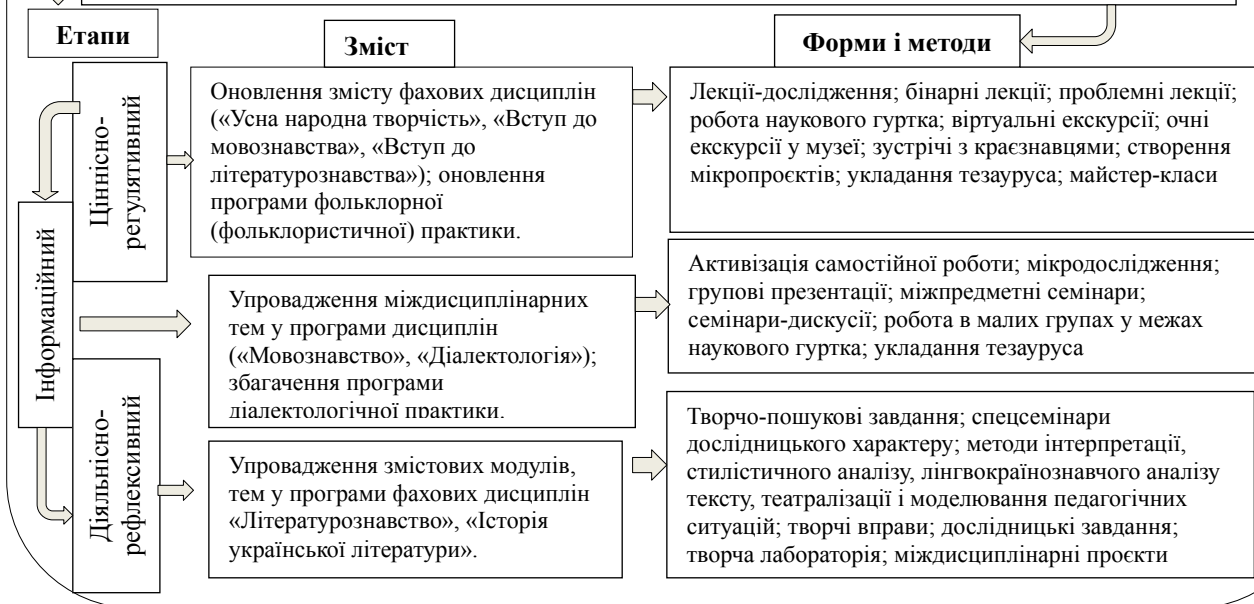 Етапи
Зміст
Форми і методи
Ціннісно-
регулятивний
Оновлення змісту фахових дисциплін
(«Усна народна творчість», «Вступ до
мовознавства», «Вступ до
літературознавства»); оновлення
програми фольклорної
(фольклористичної) практики.
Лекції-дослідження; бінарні лекції; проблемні лекції;
робота наукового гуртка; віртуальні екскурсії; очні
екскурсії у музеї; зустрічі з краєзнавцями; створення
мікропроєктів; укладання тезауруса; майстер-класи
Інформаційний
Упровадження міждисциплінарних
тем у програми дисциплін
(«Мовознавство», «Діалектологія»);
збагачення програми
діалектологічної практики.
Активізація самостійної роботи; мікродослідження;
групові презентації; міжпредметні семінари;
семінари-дискусії; робота в малих групах у межах
наукового гуртка; укладання тезауруса
Діяльнісно-
рефлексивний
Упровадження змістових модулів,
тем у програми фахових дисциплін
«Літературознавство», «Історія
української літератури».
Творчо-пошукові завдання; спецсемінари
дослідницького характеру; методи інтерпретації,
стилістичного аналізу, лінгвокраїнознавчого аналізу
тексту, театралізації і моделювання педагогічних
ситуацій; творчі вправи; дослідницькі завдання;
творча лабораторія; міждисциплінарні проєкти